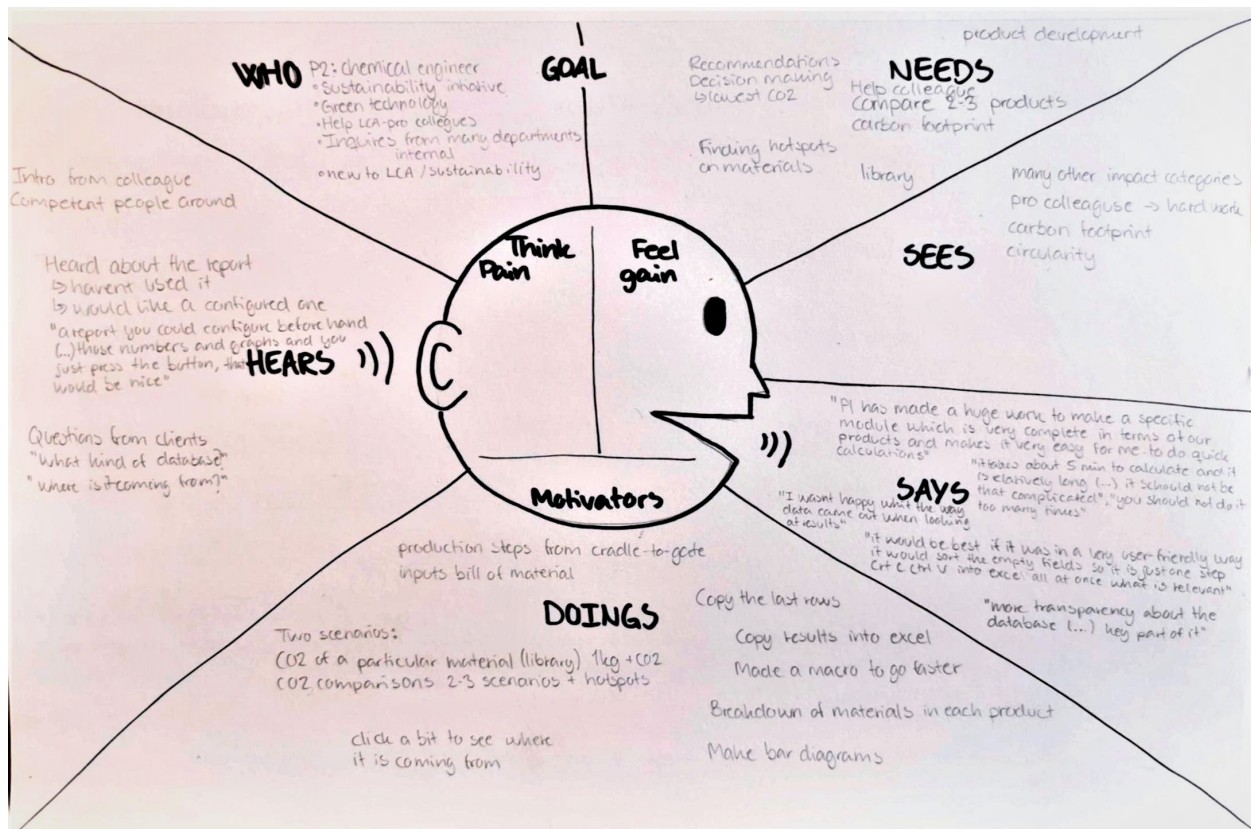 WHO
P2: chemical engineer
• Sustainability intiative
• Green technology
• Help LCA-pro collegues
• Inquires from many departments
internal
• new to LCA / sustainability
GOAL
Recommendations
Decision making
↳ lowest CO2
Finding hotspots
on materials
product development
NEEDS
Help colleague
Compare 2-3 products
carbon footprint
library
many other impact categories
pro colleaguse → hard work
carbon footprint
circularity
SEES
Intro from colleague
Competent people around
Heard about the report
↳ havent used it
↳ would like a configured one
"a report you could configure before hand
(...) those numbers and graphs and you
just press the button, that
would be nice"
HEARS
Questions from clients
"What kind of database?"
"where is it coming from?"
Think
Pain
Feel
gain
Motivators
"P1 has made a huge work to make a specific
module which is very complete in terms of our
products and makes it very easy for me to do quick
calculations"
"it takes about 5 min to calculate and it
is relatively long (...) it schould not be
that complicated", "you should not do it
too many times"
SAYS
"I wasnt happy whit the way
data came out when looking
at results"
"it would be best if it was in a very user-friendly way
it would sort the empty fields so it is just one step
Crt C Ctrl V into excel all at once what is relevant"
"more transparency about the
database (...) key part of it"
production steps from cradle-to-gate
inputs bill of material
DOINGS
Two scenarios:
CO2 of a particular material (library) 1kg + CO2
CO2 comparisons 2-3 scenarios + hotspots
click a bit to see where
it is coming from
Copy the last rows
Copy results into excel
Made a macro to go faster
Breakdown of materials in each product
Make bar diagrams